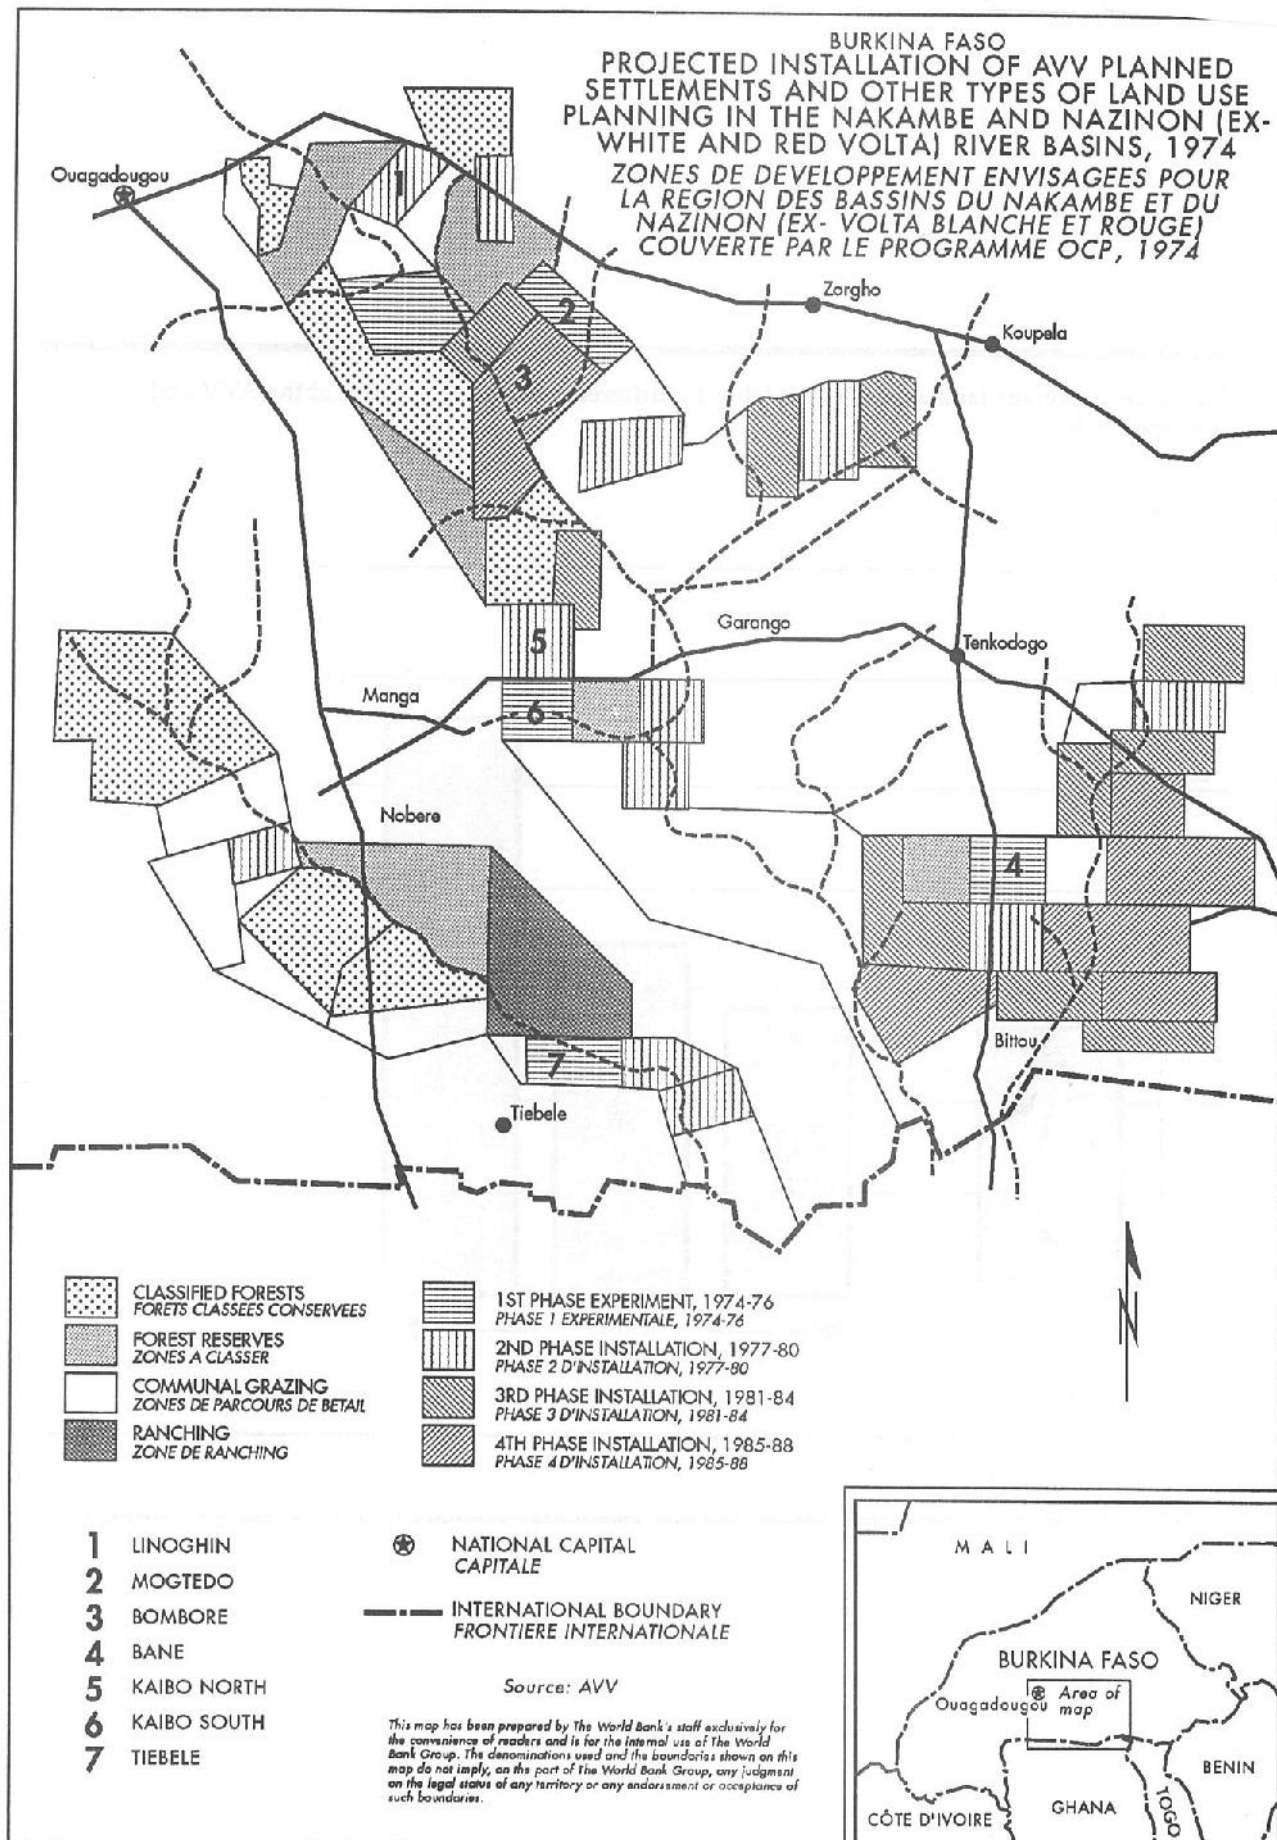 BURKINA FASO
PROJECTED INSTALLATION OF AVV PLANNED
SETTLEMENTS AND OTHER TYPES OF LAND USE
PLANNING IN THE NAKAMBE AND NAZINON (EX-
WHITE AND RED VOLTA) RIVER BASINS, 1974
ZONES DE DEVELOPPEMENT ENVISAGEES POUR
LA REGION DES BASSINS DU NAKAMBE ET DU
NAZINON (EX- VOLTA BLANCHE ET ROUGE)
COUVERTE PAR LE PROGRAMME OCP, 1974
Ouagadougou
1
2
3
Zorgho
Koupela
5
Garango
Tenkodogo
Manga
6
Nobere
4
7
Bittou
Tiebele
CLASSIFIED FORESTS
FORETS CLASSEES CONSERVEES
FOREST RESERVES
ZONES A CLASSER
COMMUNAL GRAZING
ZONES DE PARCOURS DE BETAIL
RANCHING
ZONE DE RANCHING
1ST PHASE EXPERIMENT, 1974-76
PHASE 1 EXPERIMENTALE, 1974-76
2ND PHASE INSTALLATION, 1977-80
PHASE 2 D'INSTALLATION, 1977-80
3RD PHASE INSTALLATION, 1981-84
PHASE 3 D'INSTALLATION, 1981-84
4TH PHASE INSTALLATION, 1985-88
PHASE 4 D'INSTALLATION, 1985-88
N
1 LINOGHIN
2 MOGTEDO
3 BOMBORE
4 BANE
5 KAIBO NORTH
6 KAIBO SOUTH
7 TIEBELE
NATIONAL CAPITAL
CAPITALE
INTERNATIONAL BOUNDARY
FRONTIERE INTERNATIONALE
Source: AVV
This map has been prepared by The World Bank's staff exclusively for
the convenience of readers and is for the internal use of The World
Bank Group. The denominations used and the boundaries shown on this
map do not imply, on the part of The World Bank Group, any judgment
on the legal status of any territory or any endorsement or acceptance of
such boundaries.
MALI
NIGER
BURKINA FASO
Ouagadougou
Area of
map
BENIN
CÔTE D'IVOIRE
GHANA
TOGO